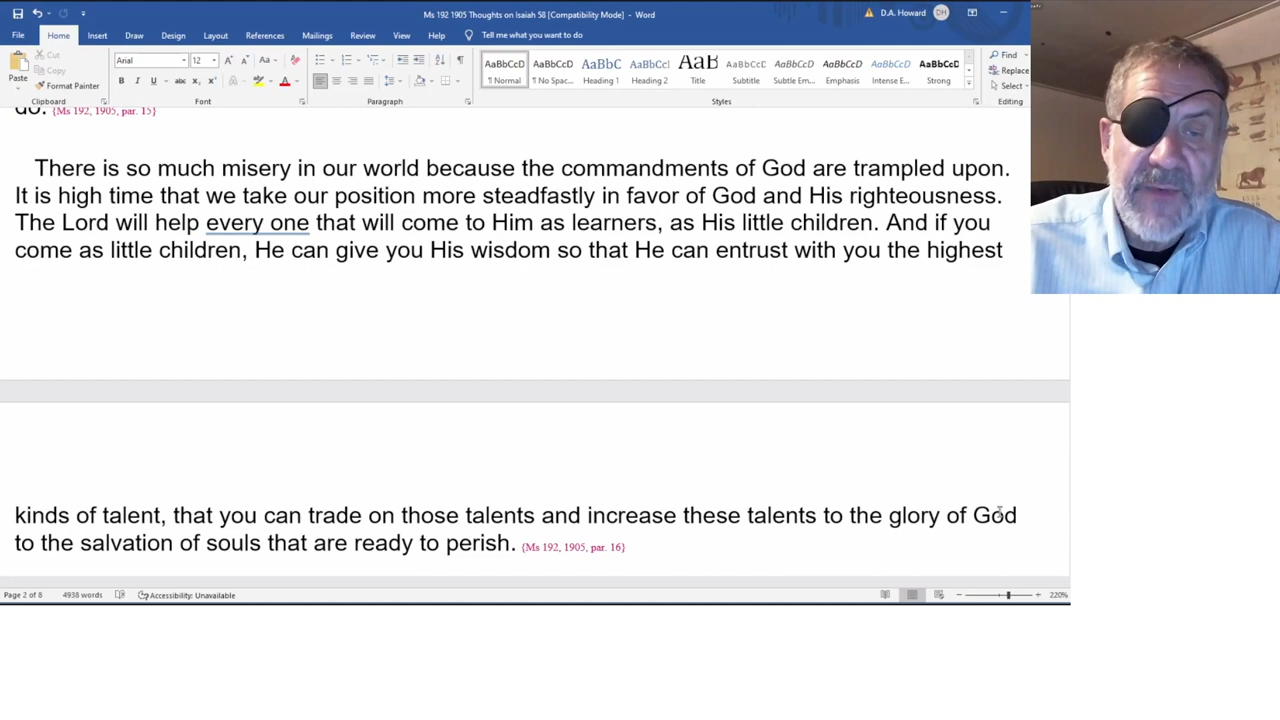 Ms 192 1905 Thoughts on Isaiah 58 [Compatibility Mode] - Word
D.A. Howard DH
File Home Insert Draw Design Layout References Mailings Review View Help Tell me what you want to do
Paste Cut Copy Format Painter
Clipboard
Arial 12 Aa
B I U abc A
Font
Paragraph
AaBbCcD AaBbCcD AaBbC AaBbCcI AaB AaBbCcC AaBbCcD AaBbCcD AaBbCcD AaBbCcD
¶ Normal ¶ No Spac... Heading 1 Heading 2 Title Subtitle Subtle Em... Emphasis Intense E... Strong
Styles
Find
Replace
Select
Editing
do. {Ms 192, 1905, par. 15}
There is so much misery in our world because the commandments of God are trampled upon.
It is high time that we take our position more steadfastly in favor of God and His righteousness.
The Lord will help every one that will come to Him as learners, as His little children. And if you
come as little children, He can give you His wisdom so that He can entrust with you the highest
kinds of talent, that you can trade on those talents and increase these talents to the glory of God
to the salvation of souls that are ready to perish. {Ms 192, 1905, par. 16}
Page 2 of 8 4938 words Accessibility: Unavailable 220%